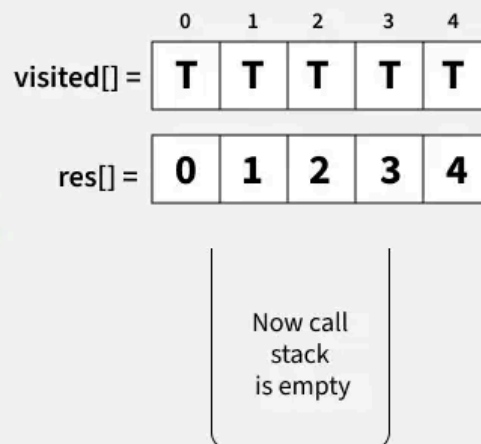 0 1 2 3 4
visited[] = T T T T T
res[] = 0 1 2 3 4
Now call
stack
is empty